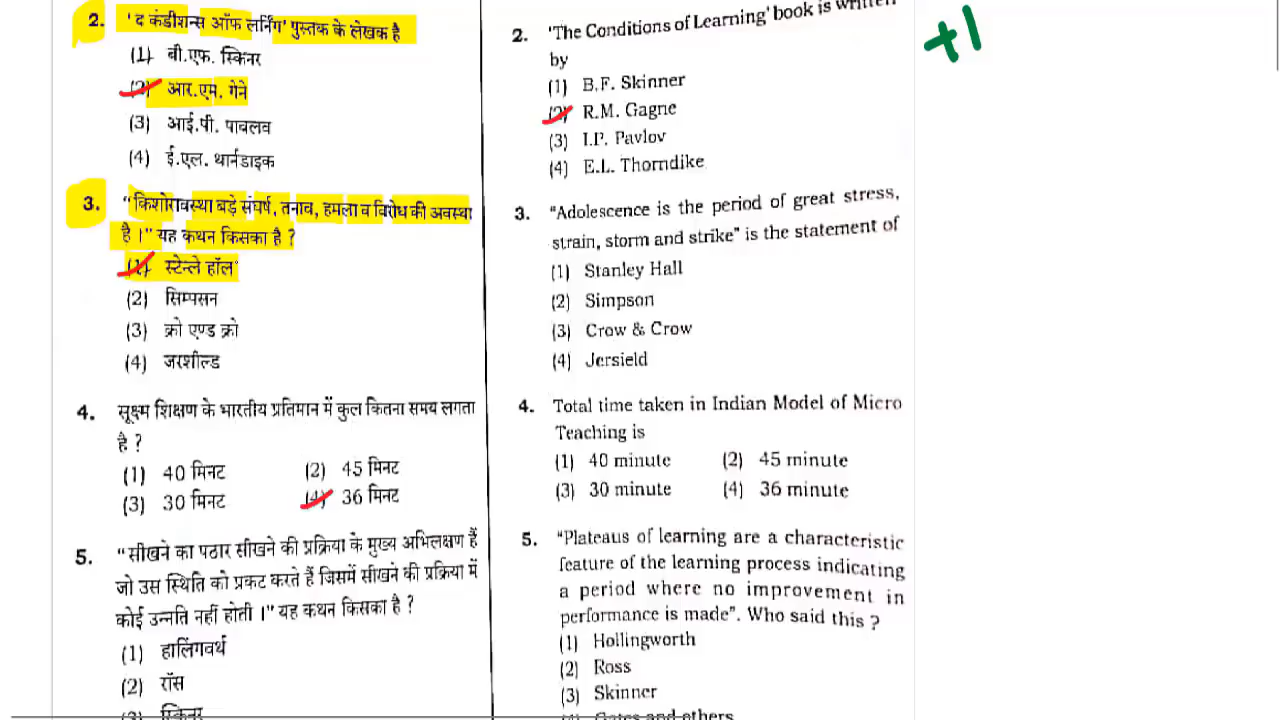 2. 'द कंडीशन्स ऑफ लर्निंग' पुस्तक के लेखक है
(1) बी.एफ. स्किनर
(2) आर.एम. गेने
(3) आई.पी. पावलव
(4) ई.एल. थार्नडाइक
3. "किशोरावस्था बड़े संघर्ष, तनाव, हमला व विरोध की अवस्था
है ।" यह कथन किसका है ?
(1) स्टेन्ले हॉल
(2) सिम्पसन
(3) क्रो एण्ड क्रो
(4) जरशील्ड
4. सूक्ष्म शिक्षण के भारतीय प्रतिमान में कुल कितना समय लगता
है ?
(1) 40 मिनट (2) 45 मिनट
(3) 30 मिनट (4) 36 मिनट
5. "सीखने का पठार सीखने की प्रक्रिया के मुख्य अभिलक्षण हैं
जो उस स्थिति को प्रकट करते हैं जिसमें सीखने की प्रक्रिया में
कोई उन्नति नहीं होती ।" यह कथन किसका है ?
(1) हालिंगवर्थ
(2) रॉस
(3) स्किनर
2. 'The Conditions of Learning' book is written
by
(1) B.F. Skinner
(2) R.M. Gagne
(3) I.P. Pavlov
(4) E.L. Thorndike
3. "Adolescence is the period of great stress,
strain, storm and strike" is the statement of
(1) Stanley Hall
(2) Simpson
(3) Crow & Crow
(4) Jersield
4. Total time taken in Indian Model of Micro
Teaching is
(1) 40 minute (2) 45 minute
(3) 30 minute (4) 36 minute
5. "Plateaus of learning are a characteristic
feature of the learning process indicating
a period where no improvement in
performance is made". Who said this ?
(1) Hollingworth
(2) Ross
(3) Skinner
(4) Gates and others
+1